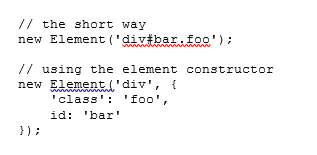 // the short way
new Element('div#bar.foo');
// using the element constructor
new Element('div', {
    'class': 'foo',
    id: 'bar'
});